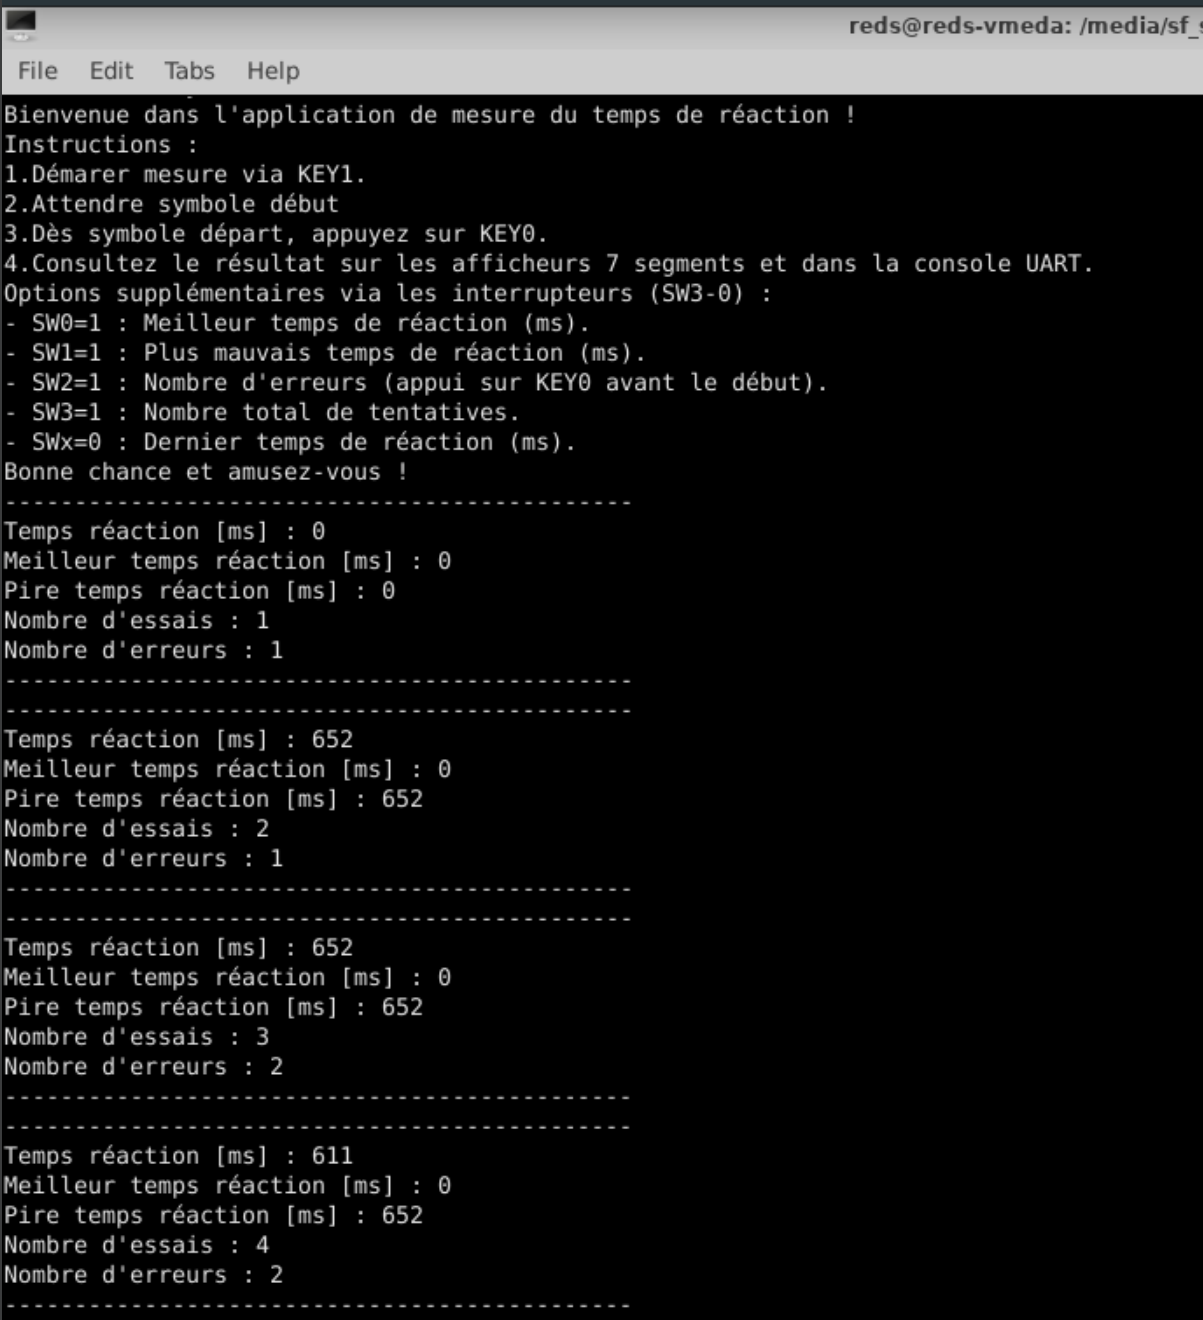 reds@reds-vmeda: /media/sf_
File Edit Tabs Help
Bienvenue dans l'application de mesure du temps de réaction !
Instructions :
1.Démarer mesure via KEY1.
2.Attendre symbole début
3.Dès symbole départ, appuyez sur KEY0.
4.Consultez le résultat sur les afficheurs 7 segments et dans la console UART.
Options supplémentaires via les interrupteurs (SW3-0) :
- SW0=1 : Meilleur temps de réaction (ms).
- SW1=1 : Plus mauvais temps de réaction (ms).
- SW2=1 : Nombre d'erreurs (appui sur KEY0 avant le début).
- SW3=1 : Nombre total de tentatives.
- SWx=0 : Dernier temps de réaction (ms).
Bonne chance et amusez-vous !
---------------------------------------------
Temps réaction [ms] : 0
Meilleur temps réaction [ms] : 0
Pire temps réaction [ms] : 0
Nombre d'essais : 1
Nombre d'erreurs : 1
---------------------------------------------
---------------------------------------------
Temps réaction [ms] : 652
Meilleur temps réaction [ms] : 0
Pire temps réaction [ms] : 652
Nombre d'essais : 2
Nombre d'erreurs : 1
---------------------------------------------
---------------------------------------------
Temps réaction [ms] : 652
Meilleur temps réaction [ms] : 0
Pire temps réaction [ms] : 652
Nombre d'essais : 3
Nombre d'erreurs : 2
---------------------------------------------
---------------------------------------------
Temps réaction [ms] : 611
Meilleur temps réaction [ms] : 0
Pire temps réaction [ms] : 652
Nombre d'essais : 4
Nombre d'erreurs : 2
---------------------------------------------